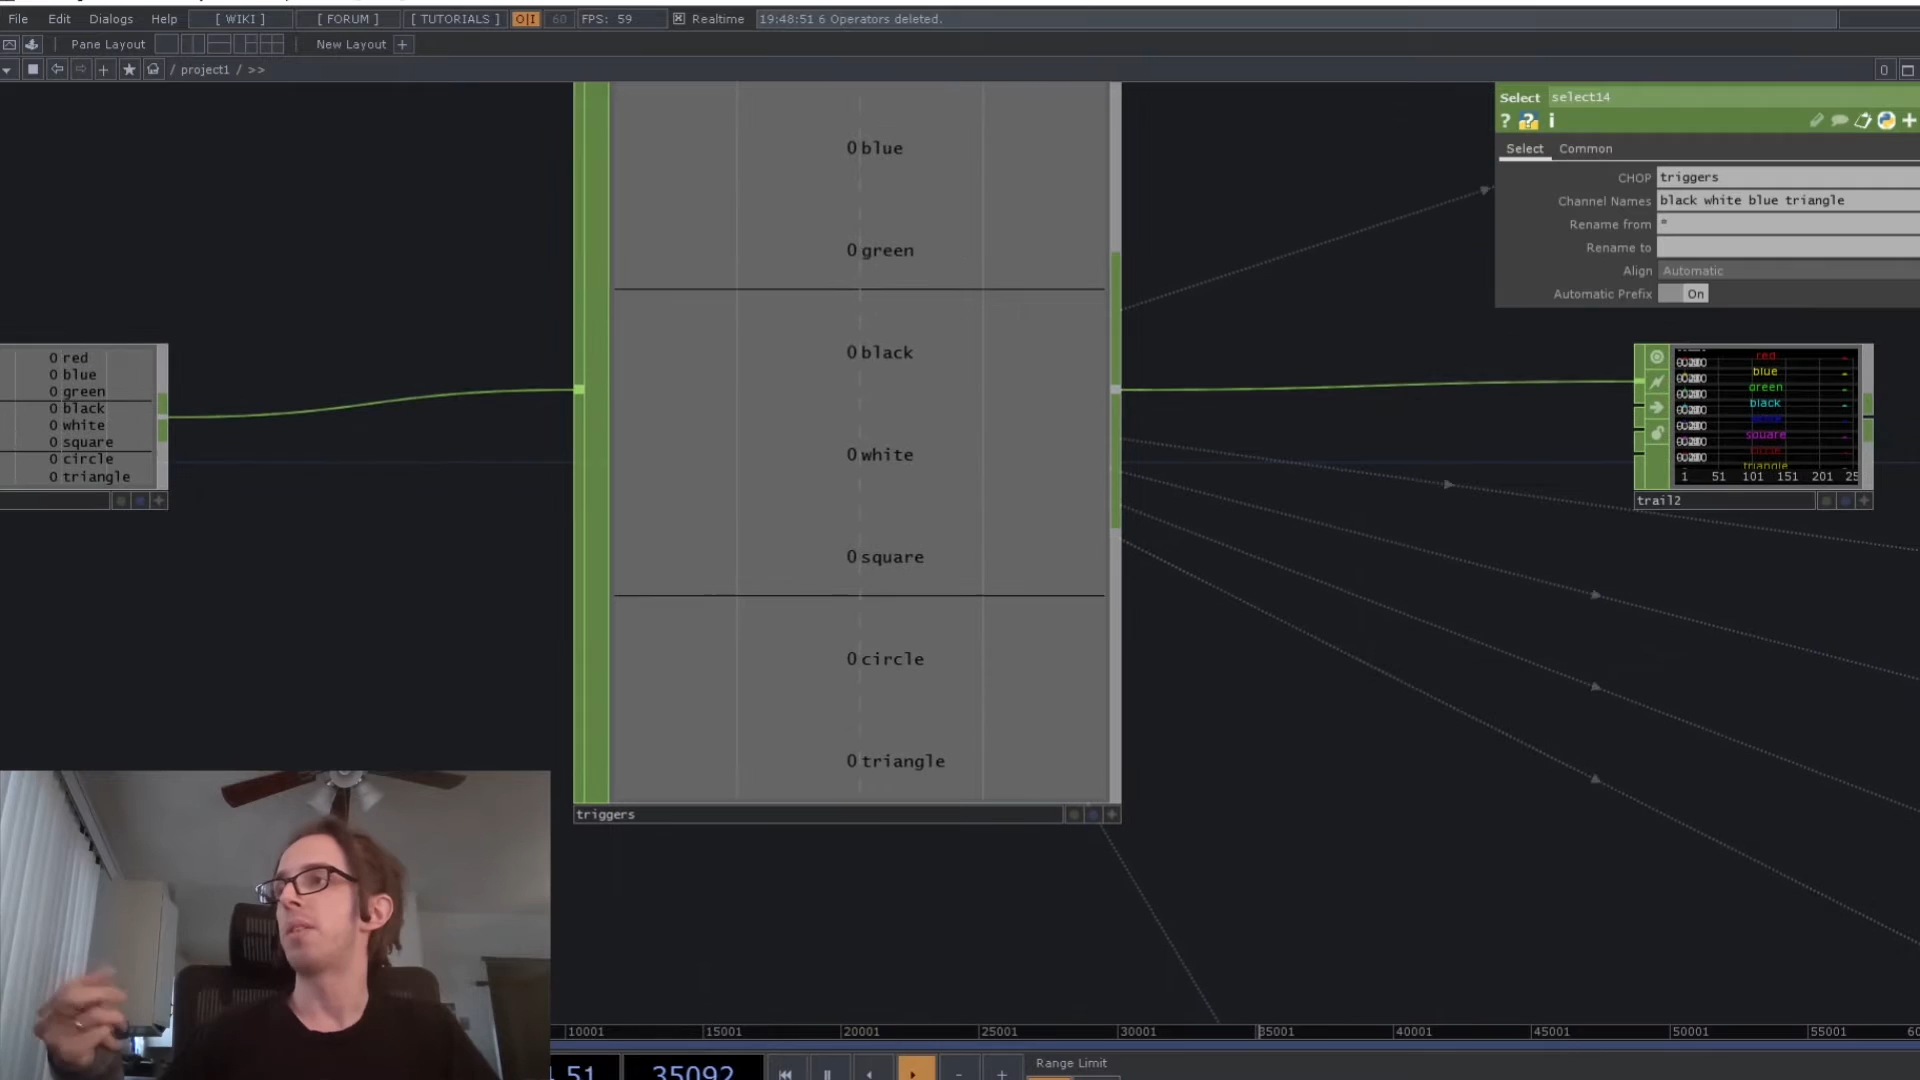 File Edit Dialogs Help [ WIKI ] [ FORUM ] [ TUTORIALS ] O|I 60 FPS: 59 Realtime 19:48:51 6 Operators deleted.
Pane Layout New Layout +
/ project1 / >> 0
Select select14
? ? i
Select Common
CHOP triggers
Channel Names black white blue triangle
Rename from *
Rename to
Align Automatic
Automatic Prefix On
0 red
0 blue
0 green
0 black
0 white
0 square
0 circle
0 triangle
0 blue
0 green
0 black
0 white
0 square
0 circle
0 triangle
triggers
red
blue
green
black
square
triangle
1 51 101 151 201 25
trail2
10001 15001 20001 25001 30001 35001 40001 45001 50001 55001 60
.51 35092 Range Limit